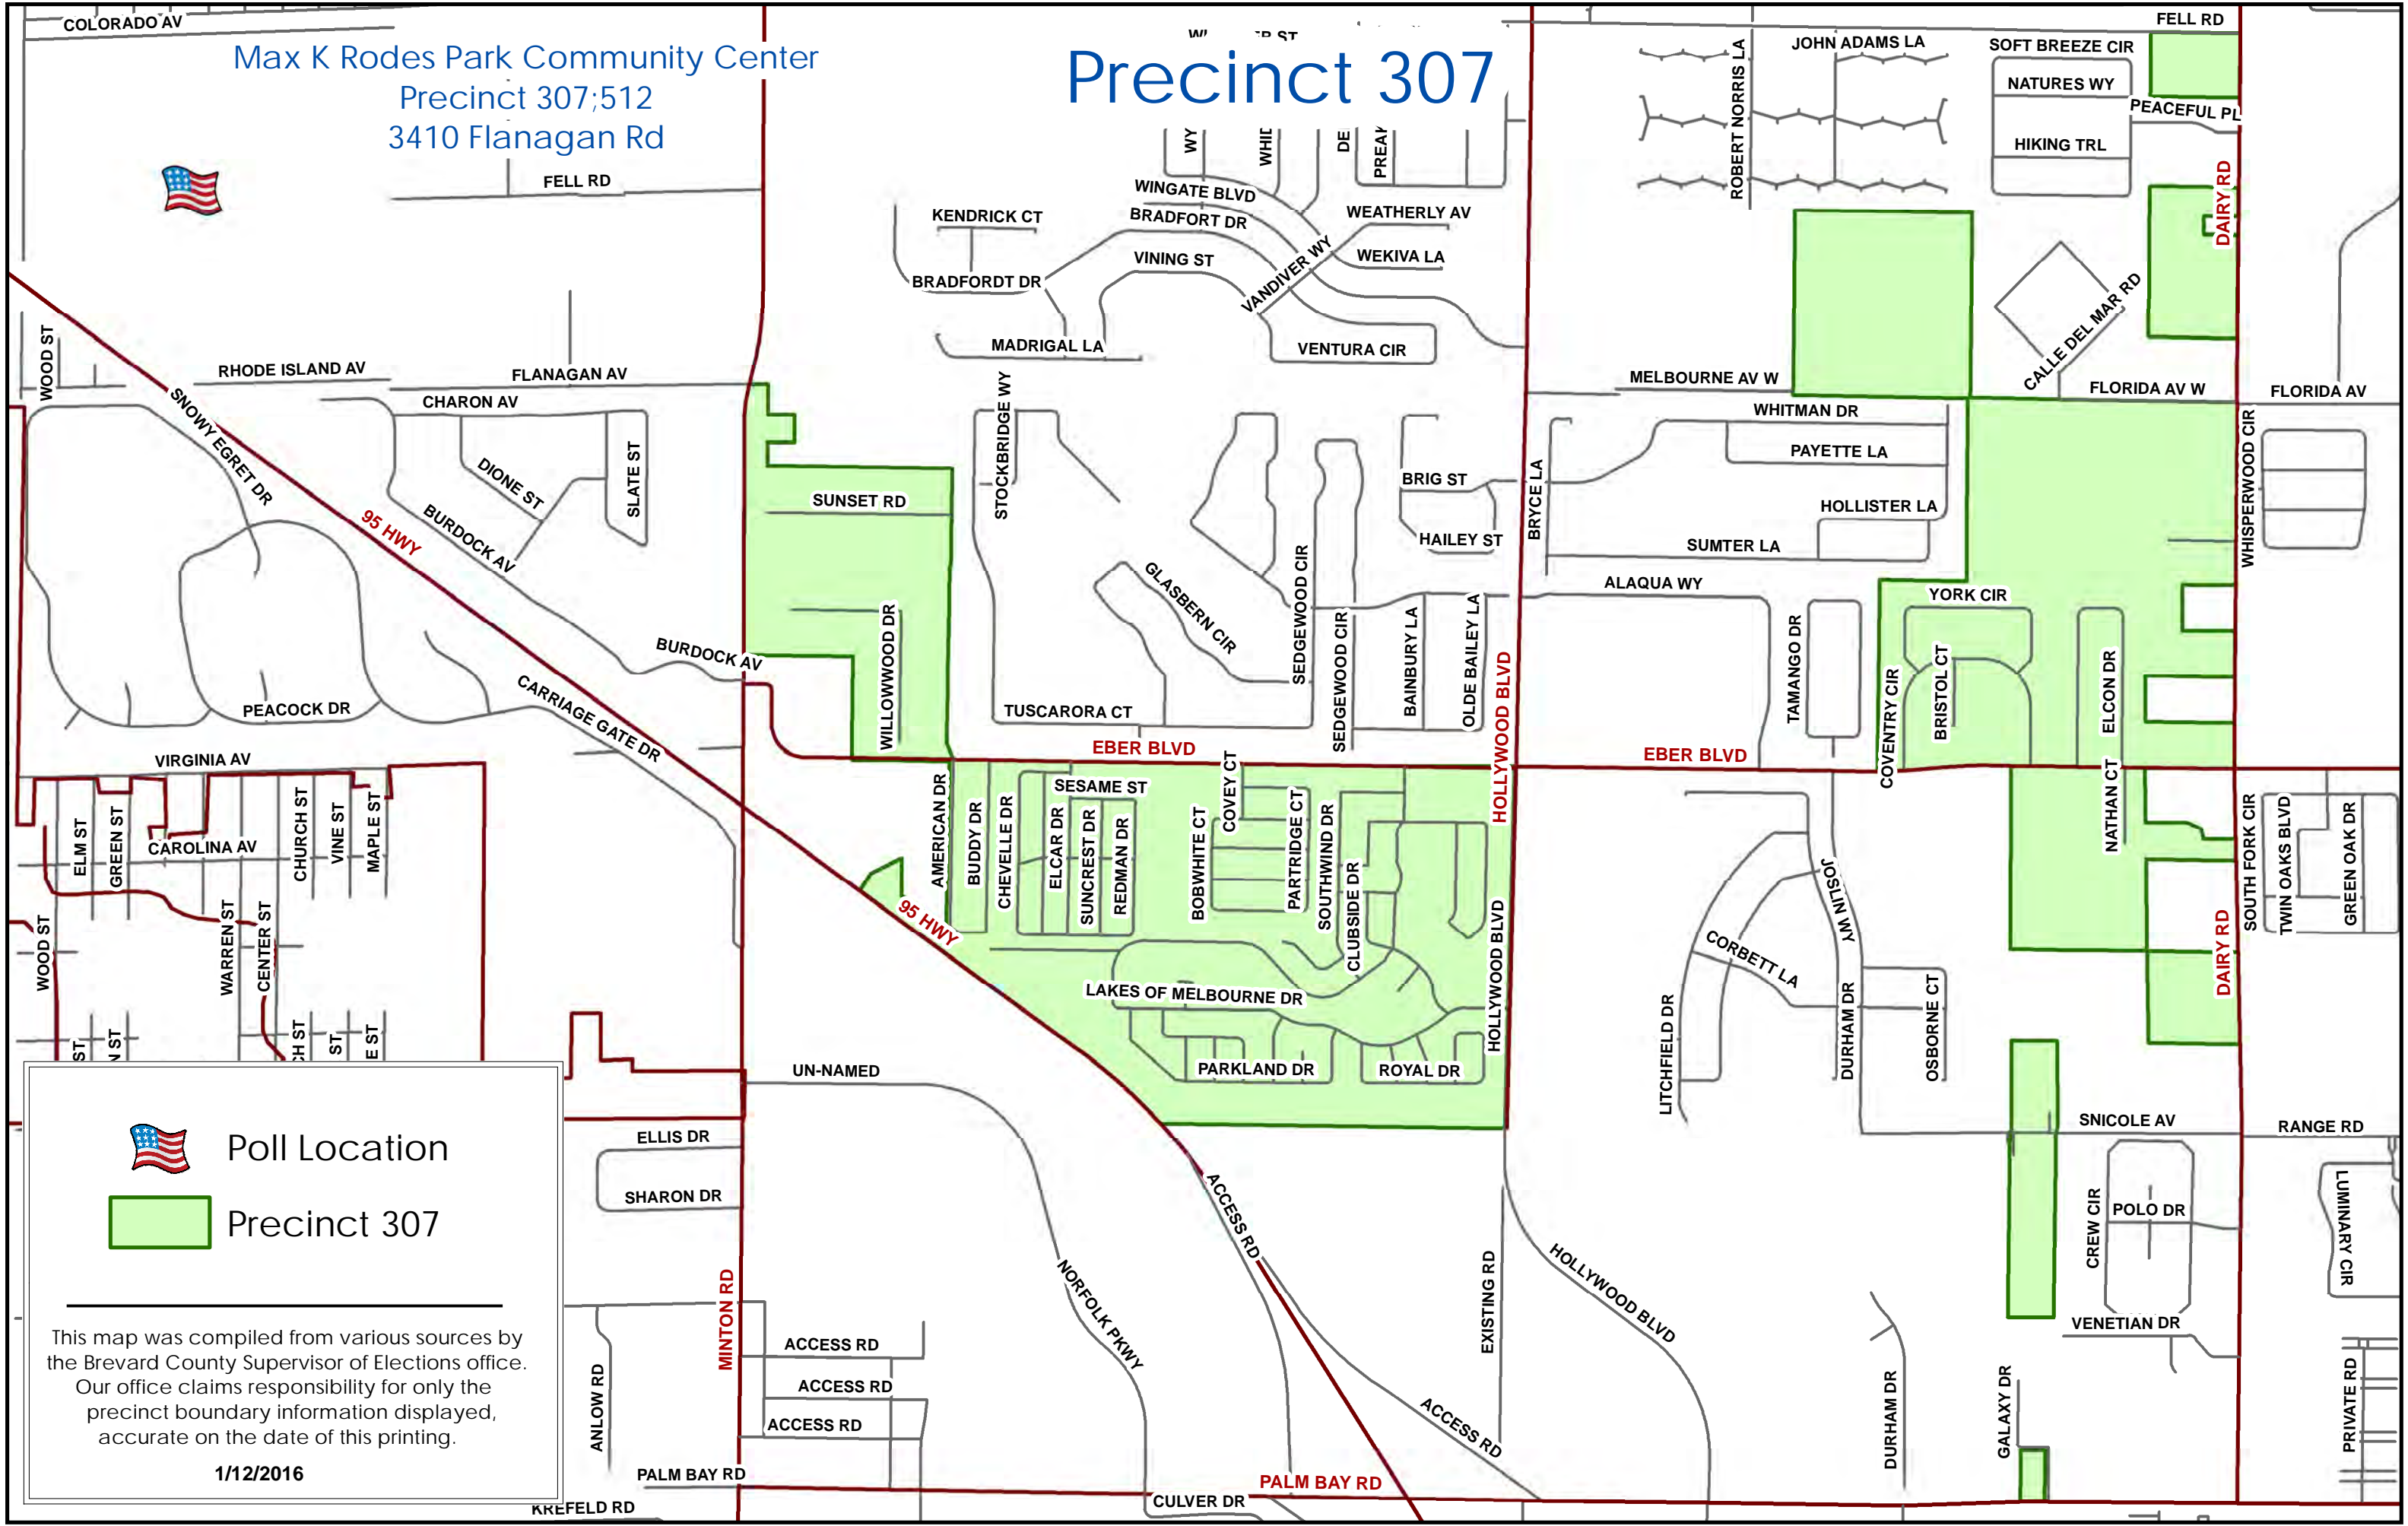 COLORADO AV
Max K Rodes Park Community Center
Precinct 307;512
3410 Flanagan Rd
Precinct 307
FELL RD
JOHN ADAMS LA
SOFT BREEZE CIR
NATURES WY
PEACEFUL PL
HIKING TRL
ROBERT NORRIS LA
DAIRY RD
FELL RD
WY
WINGATE BLVD
BRADFORT DR
KENDRICK CT
WEATHERLY AV
WEKIVA LA
VINING ST
VANDIVER WY
BRADFORDT DR
MADRIGAL LA
VENTURA CIR
CALLE DEL MAR RD
WOOD ST
RHODE ISLAND AV
FLANAGAN AV
CHARON AV
MELBOURNE AV W
FLORIDA AV W
FLORIDA AV
SNOWY EGRET DR
STOCKBRIDGE WY
WHITMAN DR
PAYETTE LA
WHISPERWOOD CIR
DIONE ST
SLATE ST
SUNSET RD
BRIG ST
BRYCE LA
HOLLISTER LA
95 HWY
BURDOCK AV
HAILEY ST
SUMTER LA
GLASBERN CIR
SEDGEWOOD CIR
ALAQUA WY
YORK CIR
BURDOCK AV
WILLOWWOOD DR
SEDGEWOOD CIR
BAINBURY LA
OLDE BAILEY LA
HOLLYWOOD BLVD
TAMANGO DR
COVENTRY CIR
BRISTOL CT
ELCON DR
PEACOCK DR
CARRIAGE GATE DR
TUSCARORA CT
EBER BLVD
EBER BLVD
VIRGINIA AV
ELM ST
GREEN ST
CAROLINA AV
CHURCH ST
VINE ST
MAPLE ST
AMERICAN DR
BUDDY DR
CHEVELLE DR
SESAME ST
ELCAR DR
SUNCREST DR
REDMAN DR
BOBWHITE CT
COVEY CT
PARTRIDGE CT
SOUTHWIND DR
CLUBSIDE DR
NATHAN CT
SOUTH FORK CIR
TWIN OAKS BLVD
GREEN OAK DR
JOSLIN WY
95 HWY
WOOD ST
WARREN ST
CENTER ST
HOLLYWOOD BLVD
CORBETT LA
DAIRY RD
LAKES OF MELBOURNE DR
LITCHFIELD DR
DURHAM DR
OSBORNE CT
ST
N ST
CH ST
ST
E ST
UN-NAMED
PARKLAND DR
ROYAL DR
SNICOLE AV
RANGE RD
ELLIS DR
SHARON DR
ACCESS RD
CREW CIR
POLO DR
LUMINARY CIR
Poll Location
Precinct 307
This map was compiled from various sources by
the Brevard County Supervisor of Elections office.
Our office claims responsibility for only the
precinct boundary information displayed,
accurate on the date of this printing.
1/12/2016
MINTON RD
NORFOLK PKWY
EXISTING RD
HOLLYWOOD BLVD
VENETIAN DR
ACCESS RD
ACCESS RD
ACCESS RD
ANLOW RD
ACCESS RD
DURHAM DR
GALAXY DR
PRIVATE RD
PALM BAY RD
PALM BAY RD
CULVER DR
KREFELD RD